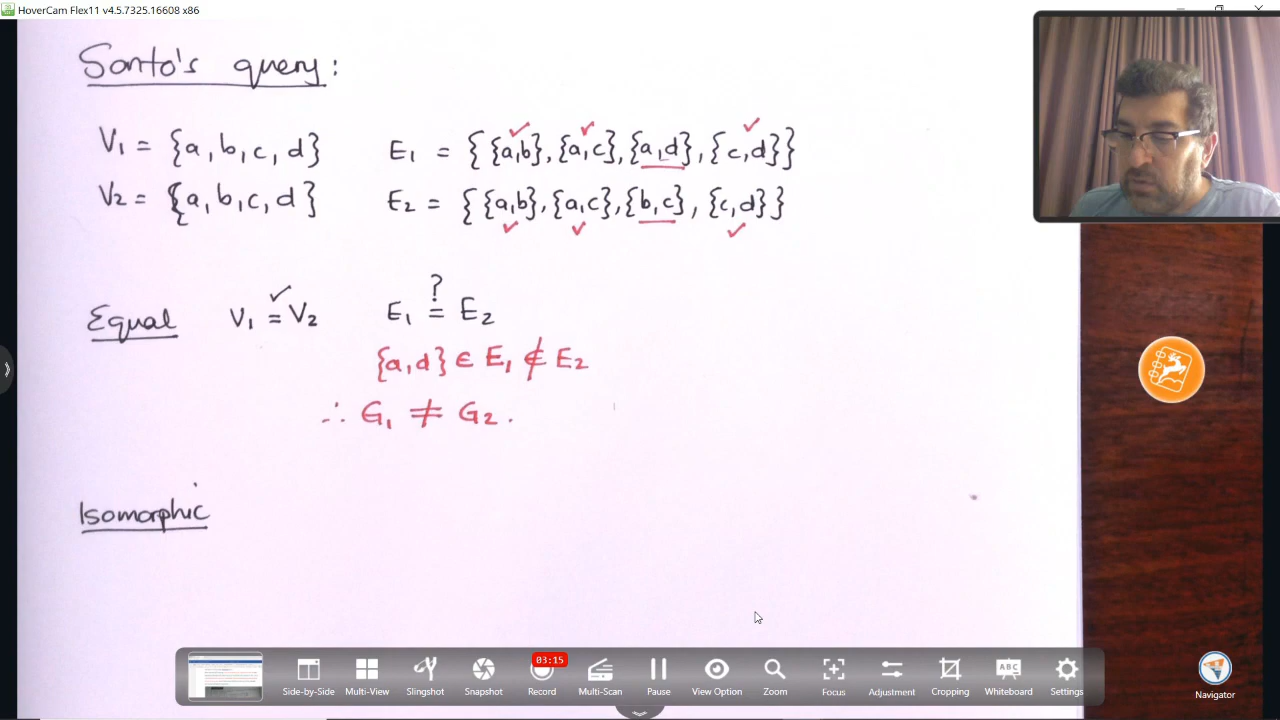 HoverCam Flex11 v4.5.7325.16608 x86
Santo's query:
V1 = {a,b,c,d} E1 = {{a,b},{a,c},{a,d},{c,d}}
V2 = {a,b,c,d} E2 = {{a,b},{a,c},{b,c},{c,d}}
Equal V1 = V2 E1 ?= E2
{a,d} ∈ E1 ∉ E2
∴ G1 ≠ G2.
Isomorphic
03:15
Side-by-Side Multi-View Slingshot Snapshot Record Multi-Scan Pause View Option Zoom Focus Adjustment Cropping ABC Whiteboard Settings
Navigator